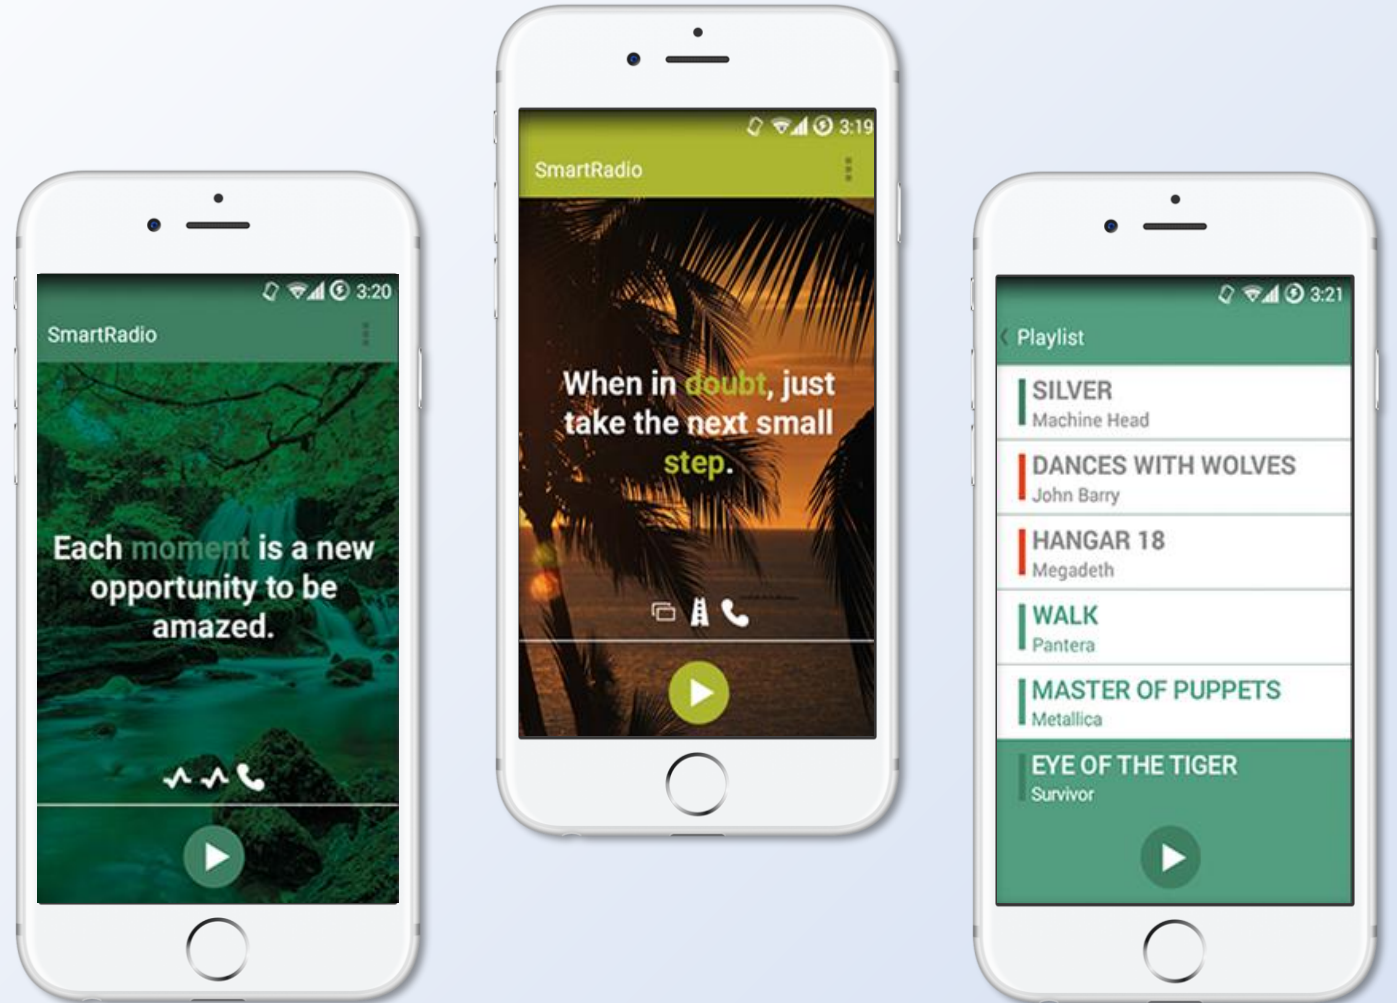 3:20
SmartRadio
Each moment is a new
opportunity to be
amazed.
3:19
SmartRadio
When in doubt, just
take the next small
step.
3:21
Playlist
SILVER
Machine Head
DANCES WITH WOLVES
John Barry
HANGAR 18
Megadeth
WALK
Pantera
MASTER OF PUPPETS
Metallica
EYE OF THE TIGER
Survivor